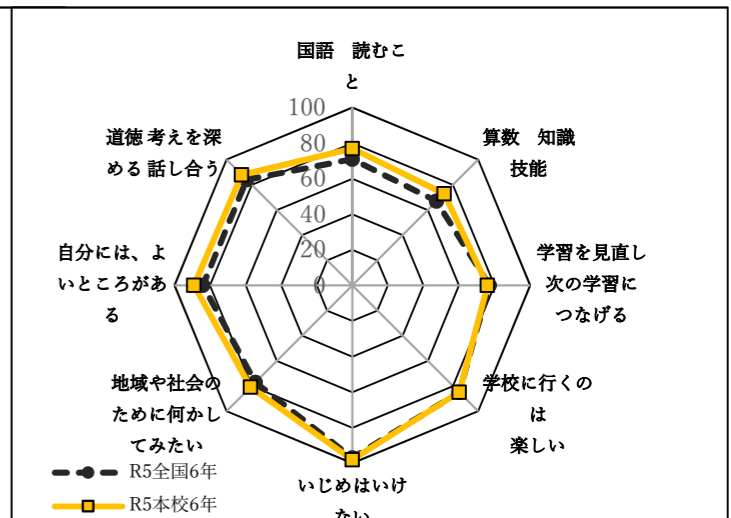 国語　読むこ
と
算数　知識
技能
学習を見直し
次の学習に
つなげる
学校に行くの
は
楽しい
いじめはいけ
ない
地域や社会の
ために何かし
てみたい
自分には、よ
いところがあ
る
道徳 考えを深
める 話し合う
100
80
60
40
20
0
R5全国6年
R5本校6年